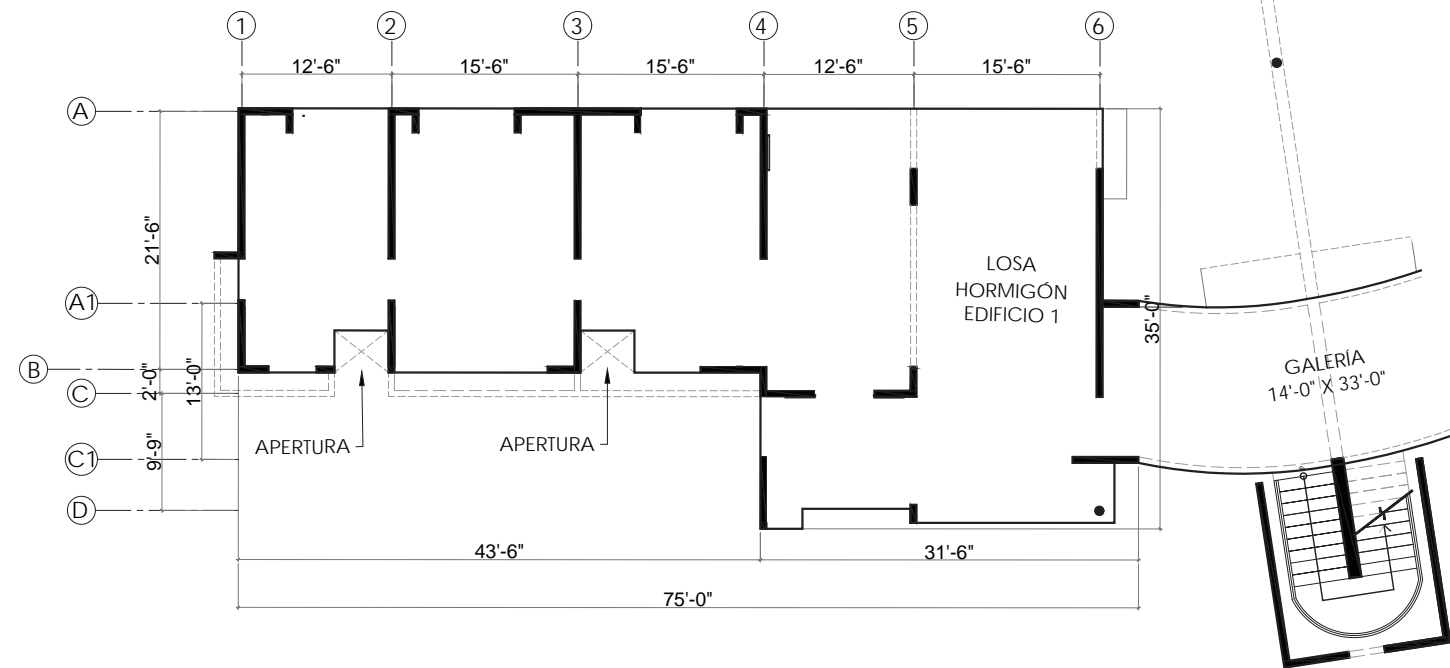 1 2 3 4 5 6
12'-6" 15'-6" 15'-6" 12'-6" 15'-6"
A
21'-6"
A1
B
2'-0"
13'-0"
C
C1
9'-9"
D
LOSA
HORMIGÓN
EDIFICIO 1
35'-0"
GALERÍA
14'-0" X 33'-0"
APERTURA APERTURA
43'-6" 31'-6"
75'-0"